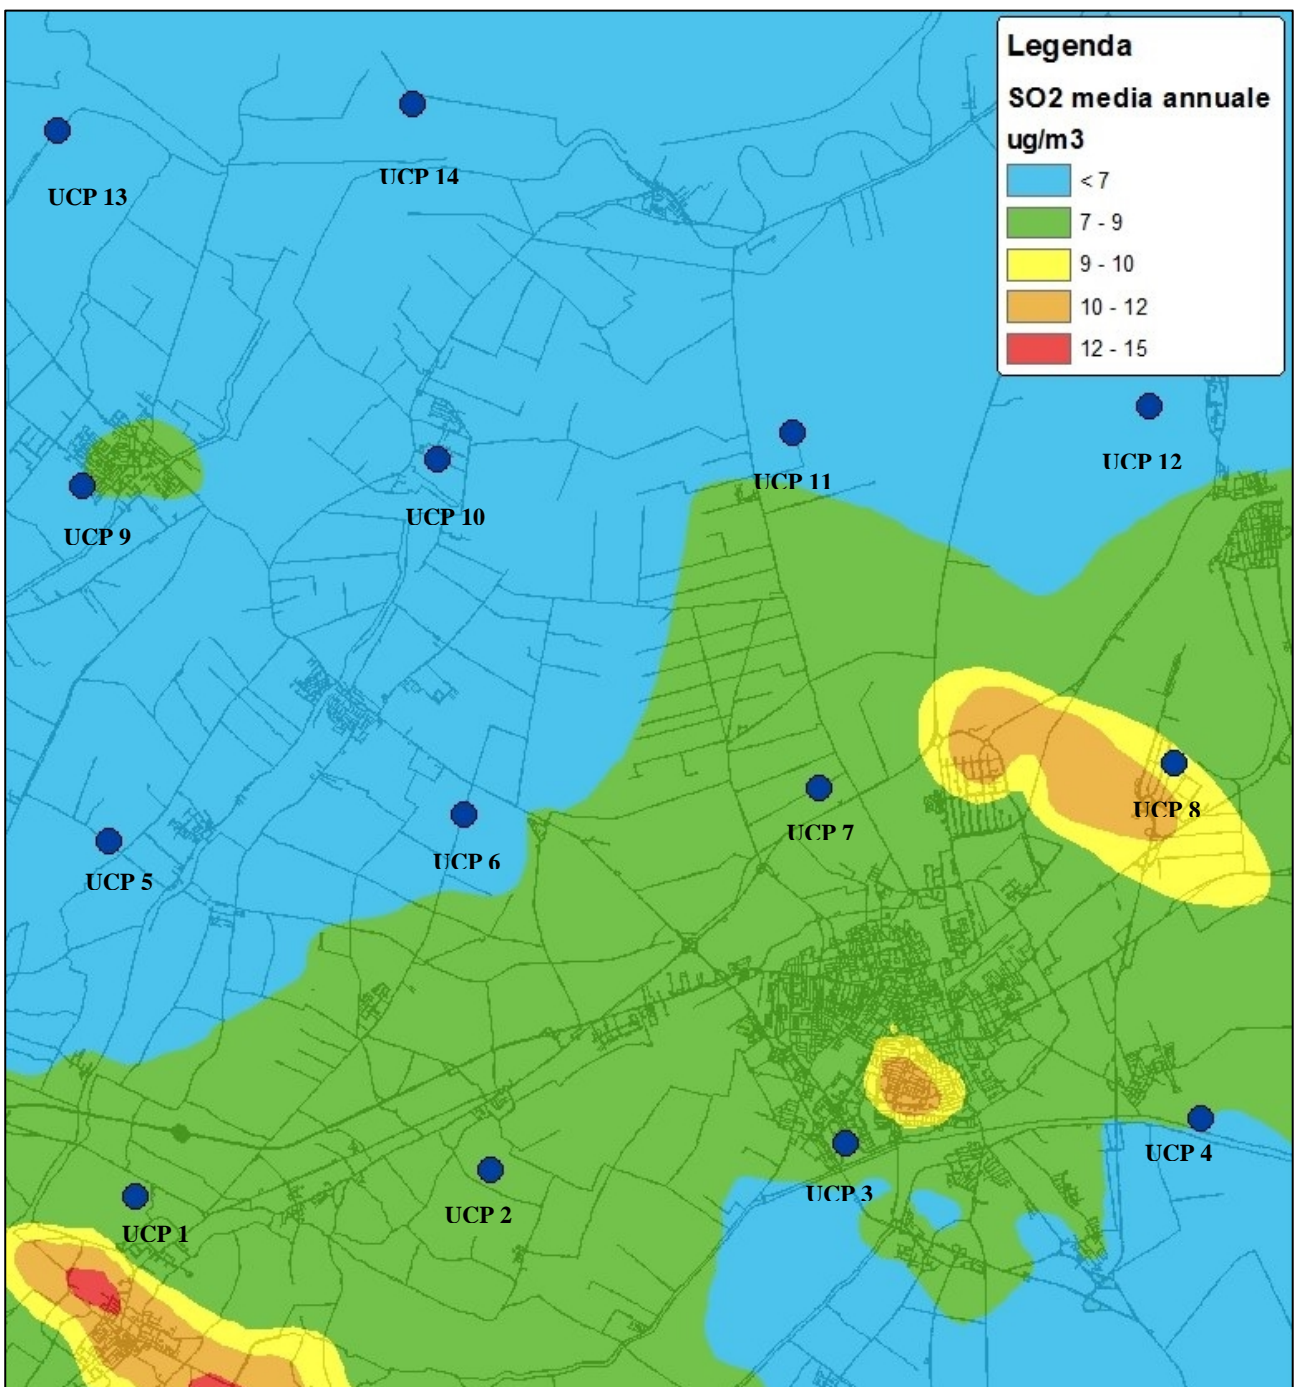 Legenda
SO2 media annuale
ug/m3
< 7
7 - 9
9 - 10
10 - 12
12 - 15
UCP 13
UCP 14
UCP 9
UCP 10
UCP 11
UCP 12
UCP 5
UCP 6
UCP 7
UCP 8
UCP 1
UCP 2
UCP 3
UCP 4